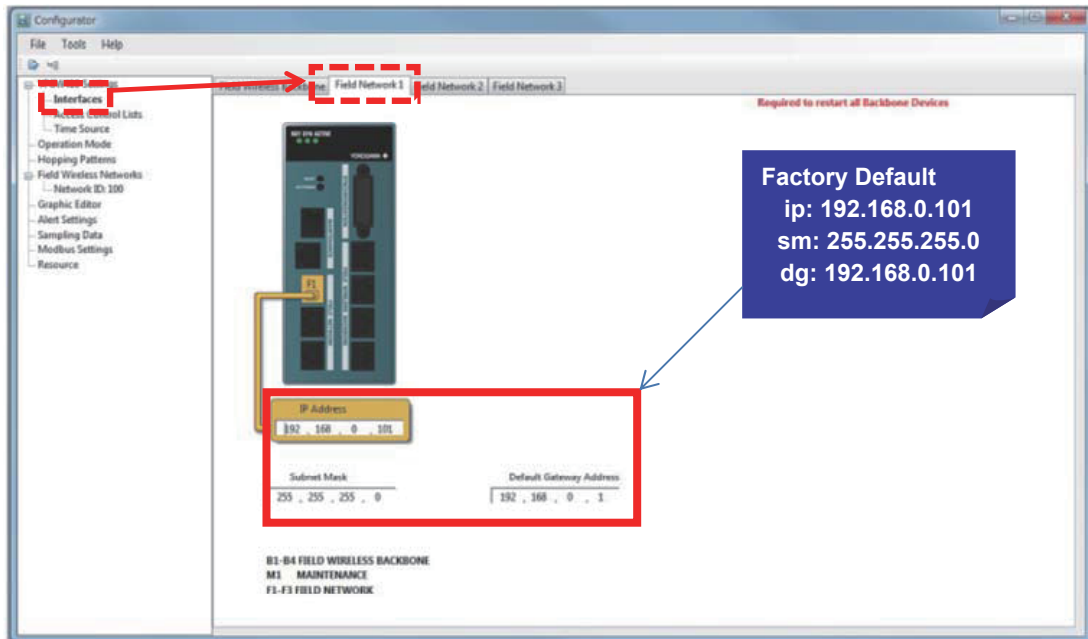 Configurator
File Tools Help
Interfaces
Access Control Lists
Time Source
Operation Mode
Hopping Patterns
Field Wireless Networks
Network ID: 100
Graphic Editor
Alert Settings
Sampling Data
Modbus Settings
Resource
Field Wireless Backbone
Field Network 1
Field Network 2
Field Network 3
Required to restart all Backbone Devices
YOKOGAWA
F1
Factory Default
ip: 192.168.0.101
sm: 255.255.255.0
dg: 192.168.0.101
IP Address
192 . 168 . 0 . 101
Subnet Mask
255 . 255 . 255 . 0
Default Gateway Address
192 . 168 . 0 . 1
B1-B4 FIELD WIRELESS BACKBONE
M1 MAINTENANCE
F1-F3 FIELD NETWORK